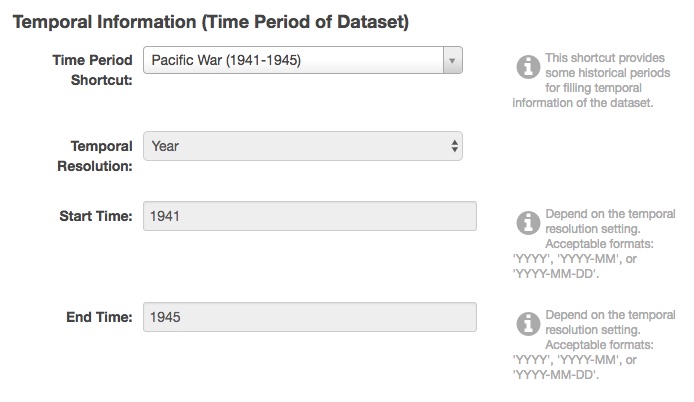 Temporal Information (Time Period of Dataset)
Time Period
Shortcut:
Pacific War (1941-1945)
This shortcut provides
some historical periods
for filling temporal
information of the dataset.
Temporal
Resolution:
Year
Start Time:
1941
Depend on the temporal
resolution setting.
Acceptable formats:
'YYYY', 'YYYY-MM', or
'YYYY-MM-DD'.
End Time:
1945
Depend on the temporal
resolution setting.
Acceptable formats:
'YYYY', 'YYYY-MM', or
'YYYY-MM-DD'.